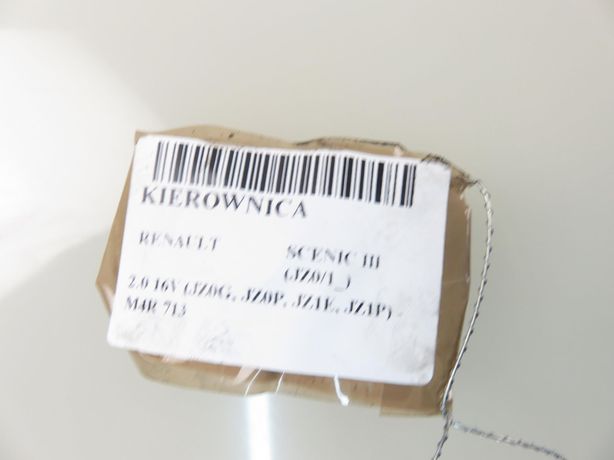 KIEROWNICA
RENAULT SCENIC III
(JZ0/1_)
2.0 16V (JZ0G, JZ0P, JZ1E, JZ1P) -
M4R 713